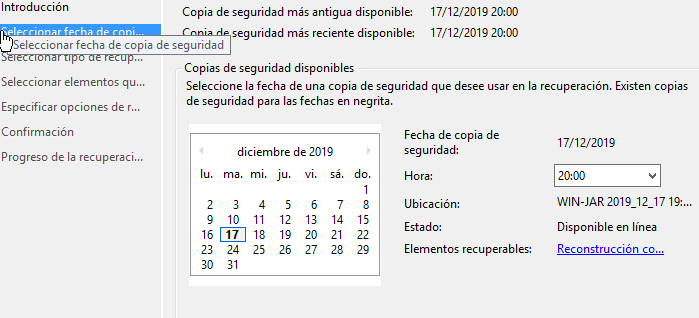 Introducción
Seleccionar fecha de copi...
Seleccionar fecha de copia de seguridad
Seleccionar tipo de recup...
Seleccionar elementos qu...
Especificar opciones de r...
Confirmación
Progreso de la recuperaci...
Copia de seguridad más antigua disponible: 17/12/2019 20:00
Copia de seguridad más reciente disponible: 17/12/2019 20:00
Copias de seguridad disponibles
Seleccione la fecha de una copia de seguridad que desee usar en la recuperación. Existen copias
de seguridad para las fechas en negrita.
diciembre de 2019
lu. ma. mi. ju. vi. sá. do.
1
2 3 4 5 6 7 8
9 10 11 12 13 14 15
16 17 18 19 20 21 22
23 24 25 26 27 28 29
30 31
Fecha de copia de
seguridad: 17/12/2019
Hora: 20:00
Ubicación: WIN-JAR 2019_12_17 19:...
Estado: Disponible en línea
Elementos recuperables: Reconstrucción co...